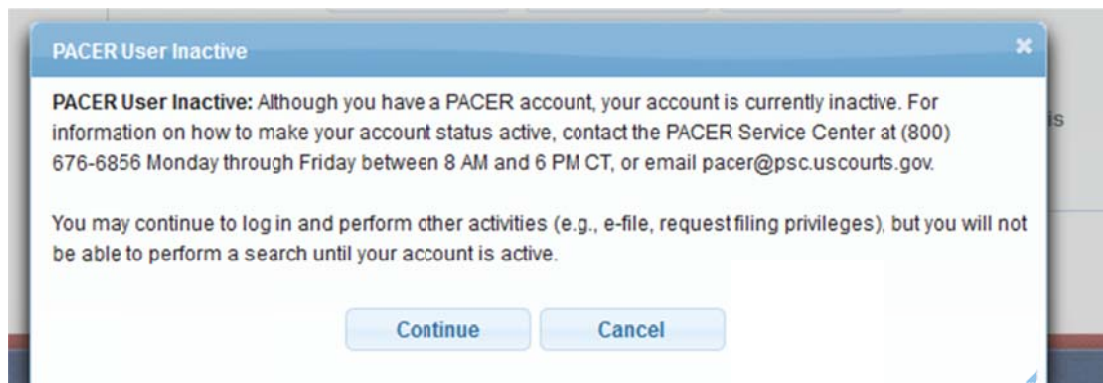 PACER User Inactive
PACER User Inactive: Although you have a PACER account, your account is currently inactive. For
information on how to make your account status active, contact the PACER Service Center at (800)
676-6856 Monday through Friday between 8 AM and 6 PM CT, or email pacer@psc.uscourts.gov.
You may continue to log in and perform other activities (e.g., e-file, request filing privileges), but you will not
be able to perform a search until your account is active.
Continue Cancel
is